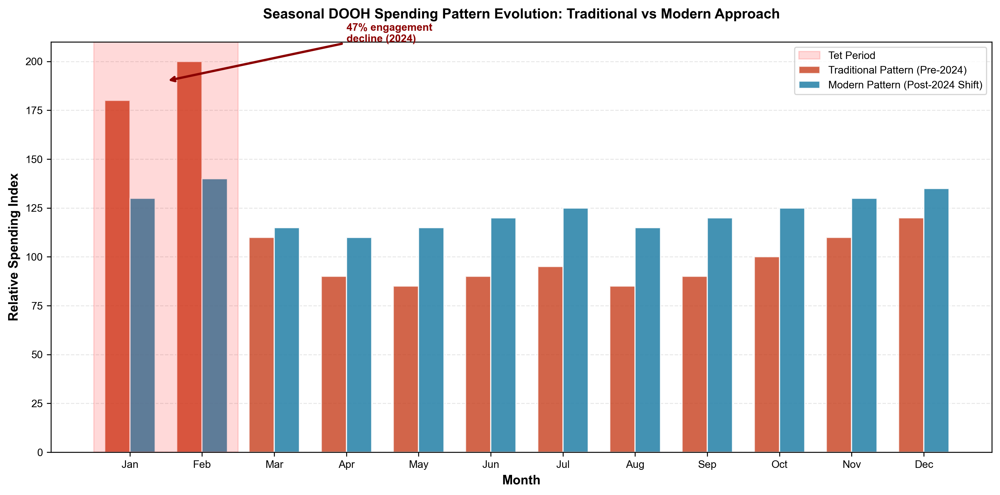 Seasonal DOOH Spending Pattern Evolution: Traditional vs Modern Approach
47% engagement
decline (2024)
Tet Period
Traditional Pattern (Pre-2024)
Modern Pattern (Post-2024 Shift)
Relative Spending Index
200
175
150
125
100
75
50
25
0
Jan Feb Mar Apr May Jun Jul Aug Sep Oct Nov Dec
Month